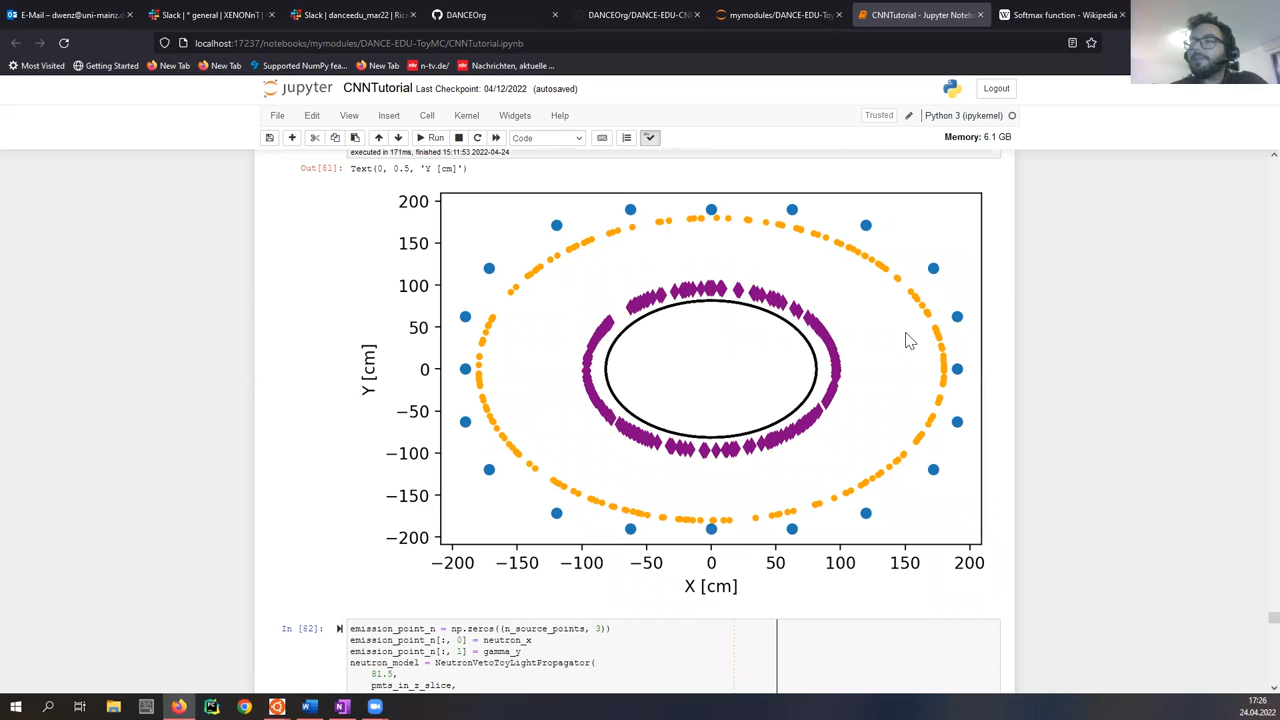 E-Mail – dwenz@uni-mainz.d
Slack | * general | XENONnT |
Slack | danceedu_mar22 | Ric
DANCEOrg
DANCEOrg/DANCE-EDU-CN
mymodules/DANCE-EDU-Toy
CNNTutorial - Jupyter Noteb
Softmax function - Wikipedia
localhost:17237/notebooks/mymodules/DANCE-EDU-ToyMC/CNNTutorial.ipynb
Most Visited
Getting Started
New Tab
New Tab
Supported NumPy fea...
New Tab
n-tv.de/
Nachrichten, aktuelle ...
jupyter CNNTutorial Last Checkpoint: 04/12/2022 (autosaved)
Logout
File Edit View Insert Cell Kernel Widgets Help
Trusted
Python 3 (ipykernel)
Run
Code
Memory: 6.1 GB
executed in 171ms, finished 15:11:53 2022-04-24
Out[81]: Text(0, 0.5, 'Y [cm]')
200
150
100
50
0
−50
−100
−150
−200
Y [cm]
−200 −150 −100 −50 0 50 100 150 200
X [cm]
In [82]:
emission_point_n = np.zeros((n_source_points, 3))
emission_point_n[:, 0] = neutron_x
emission_point_n[:, 1] = gamma_y
neutron_model = NeutronVetoToyLightPropagator(
81.5,
pmts_in_z_slice,
17:26
24.04.2022